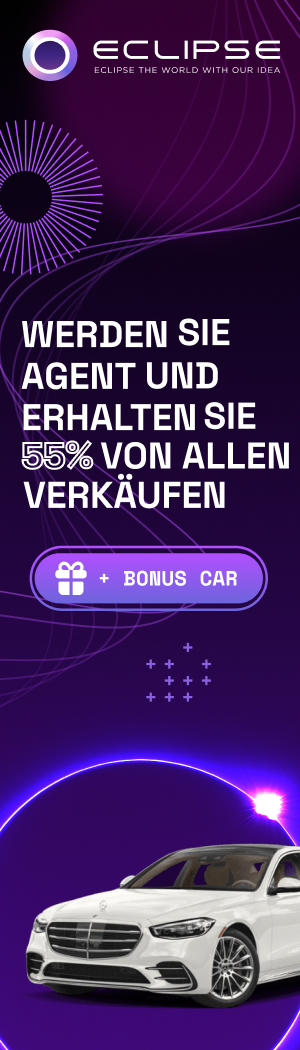 ECLIPSE
ECLIPSE THE WORLD WITH OUR IDEA
WERDEN SIE
AGENT UND
ERHALTEN SIE
55% VON ALLEN
VERKÄUFEN
+ BONUS CAR